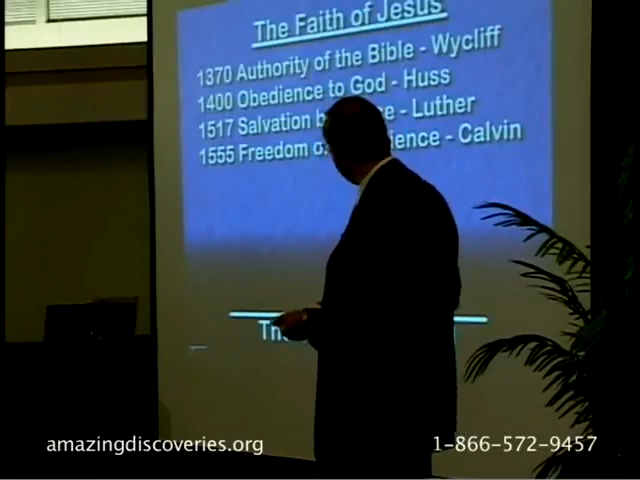 The Faith of Jesus
1370 Authority of the Bible - Wycliff
1400 Obedience to God - Huss
1517 Salvation - Luther
1555 Freedom - Calvin
amazingdiscoveries.org
1-866-572-9457